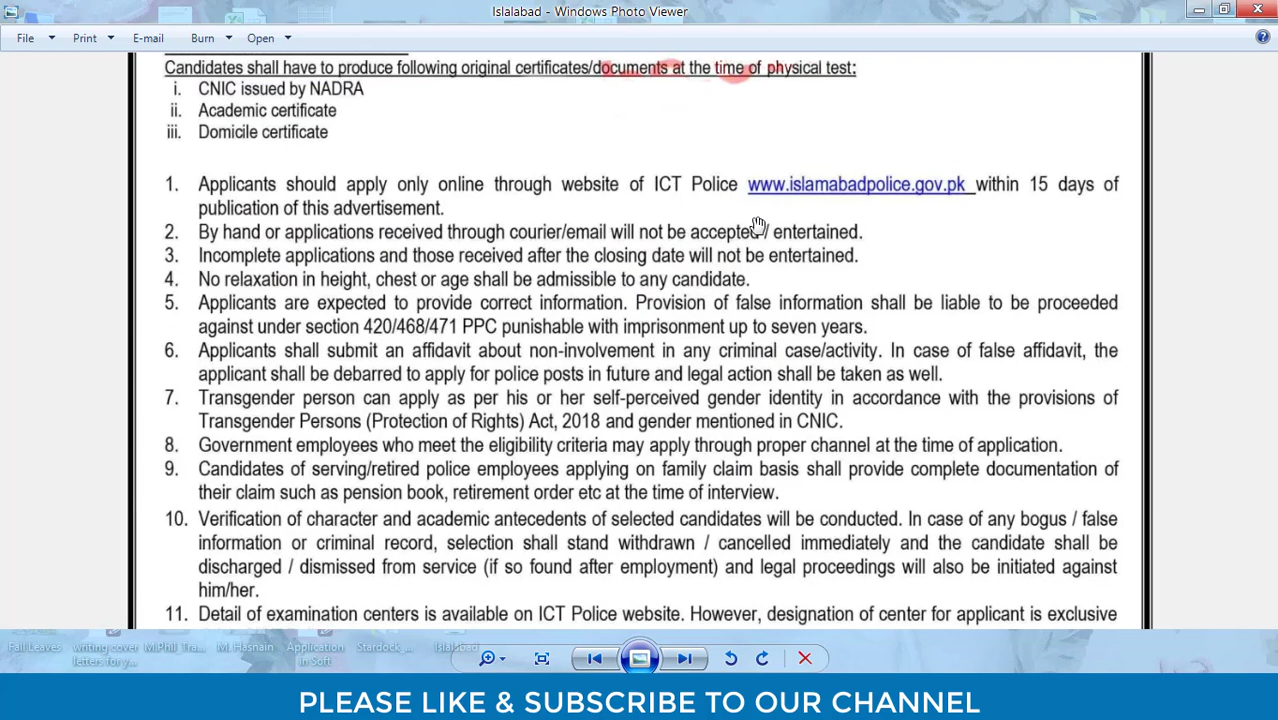 Islalabad - Windows Photo Viewer
File Print E-mail Burn Open
Candidates shall have to produce following original certificates/documents at the time of physical test:
i. CNIC issued by NADRA
ii. Academic certificate
iii. Domicile certificate
1. Applicants should apply only online through website of ICT Police www.islamabadpolice.gov.pk within 15 days of
publication of this advertisement.
2. By hand or applications received through courier/email will not be accepted / entertained.
3. Incomplete applications and those received after the closing date will not be entertained.
4. No relaxation in height, chest or age shall be admissible to any candidate.
5. Applicants are expected to provide correct information. Provision of false information shall be liable to be proceeded
against under section 420/468/471 PPC punishable with imprisonment up to seven years.
6. Applicants shall submit an affidavit about non-involvement in any criminal case/activity. In case of false affidavit, the
applicant shall be debarred to apply for police posts in future and legal action shall be taken as well.
7. Transgender person can apply as per his or her self-perceived gender identity in accordance with the provisions of
Transgender Persons (Protection of Rights) Act, 2018 and gender mentioned in CNIC.
8. Government employees who meet the eligibility criteria may apply through proper channel at the time of application.
9. Candidates of serving/retired police employees applying on family claim basis shall provide complete documentation of
their claim such as pension book, retirement order etc at the time of interview.
10. Verification of character and academic antecedents of selected candidates will be conducted. In case of any bogus / false
information or criminal record, selection shall stand withdrawn / cancelled immediately and the candidate shall be
discharged / dismissed from service (if so found after employment) and legal proceedings will also be initiated against
him/her.
11. Detail of examination centers is available on ICT Police website. However, designation of center for applicant is exclusive
Fall Leaves writing cover M.Phil Tra... M. Hasnain Application Stardock_... Islalabad
letters for y... in Soft
PLEASE LIKE & SUBSCRIBE TO OUR CHANNEL